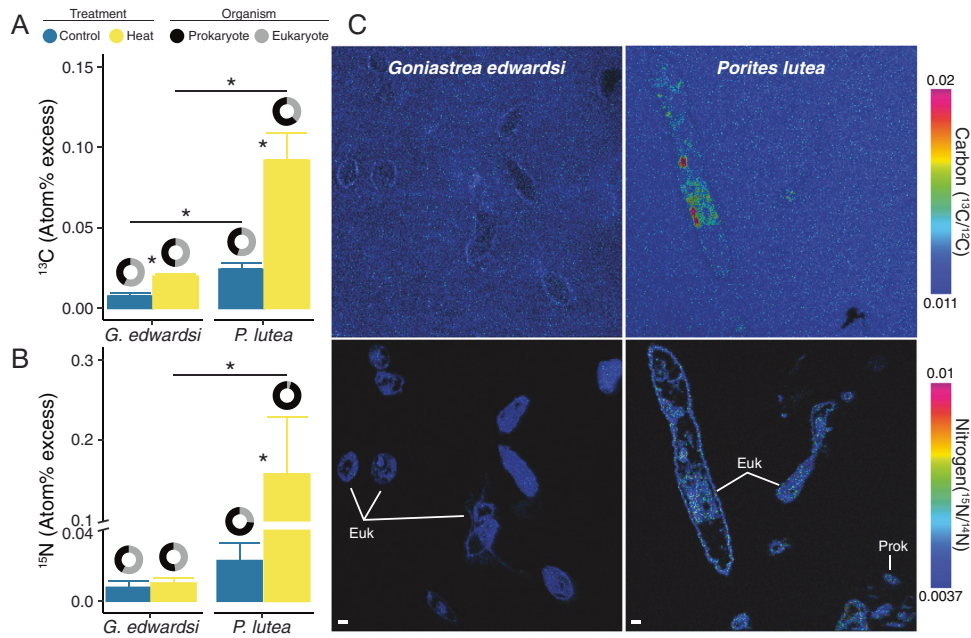 A
Treatment
Organism
Control Heat Prokaryote Eukaryote
0.15
0.10
0.05
0.00
¹³C (Atom% excess)
*
*
*
*
G. edwardsi P. lutea
B
0.3
0.2
0.1
0.04
0.0
¹⁵N (Atom% excess)
*
*
G. edwardsi P. lutea
C
Goniastrea edwardsi
Porites lutea
0.02
Carbon (¹³C/¹²C)
0.011
Euk
Euk
Prok
0.01
Nitrogen(¹⁵N/¹⁴N)
0.0037